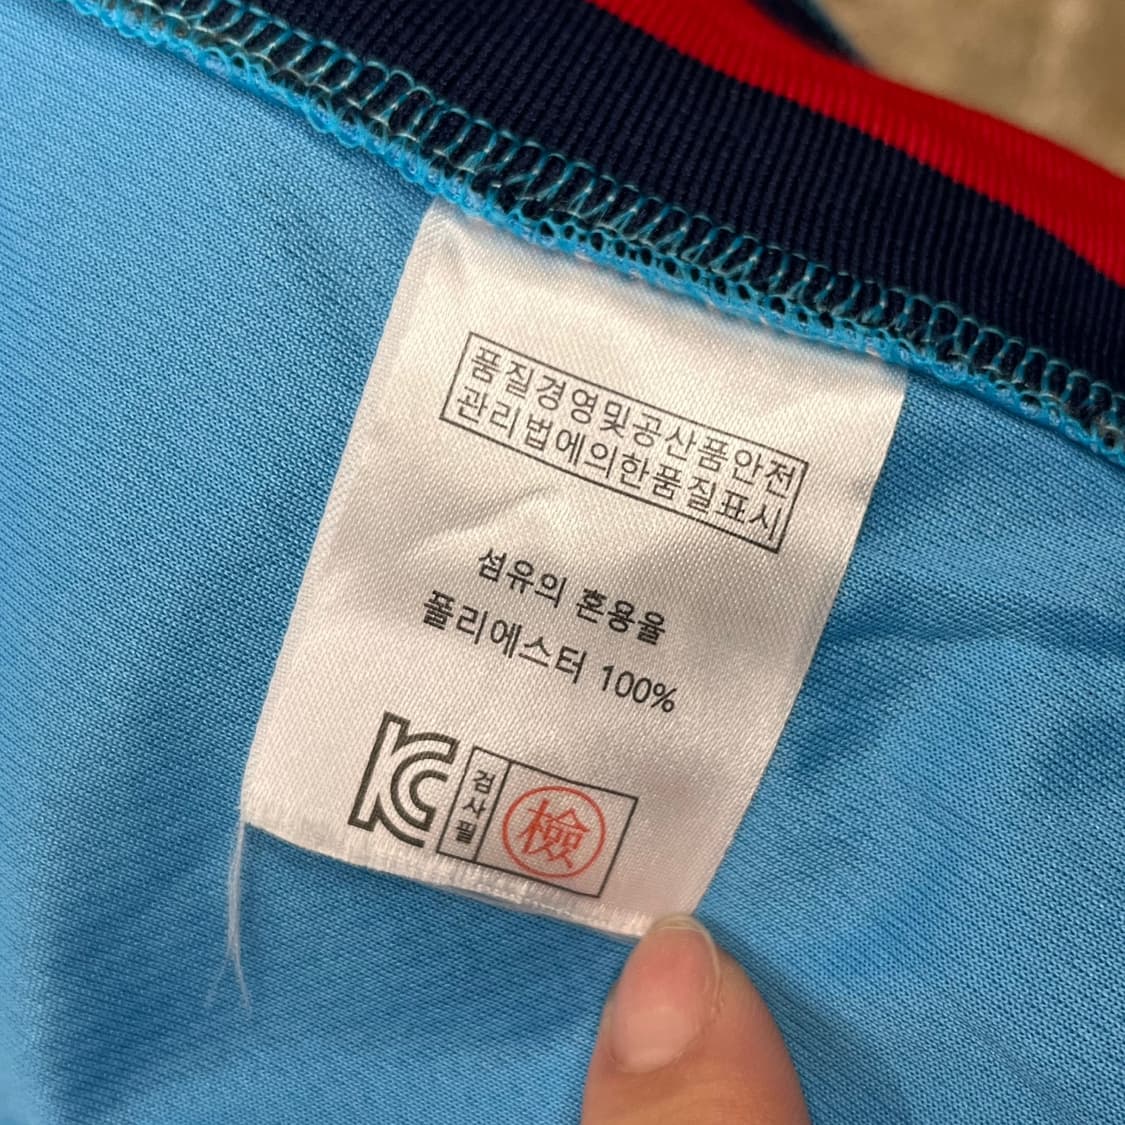 품질경영및공산품안전
관리법에의한품질표시
섬유의 혼용율
폴리에스터 100%
KC
검사필
檢